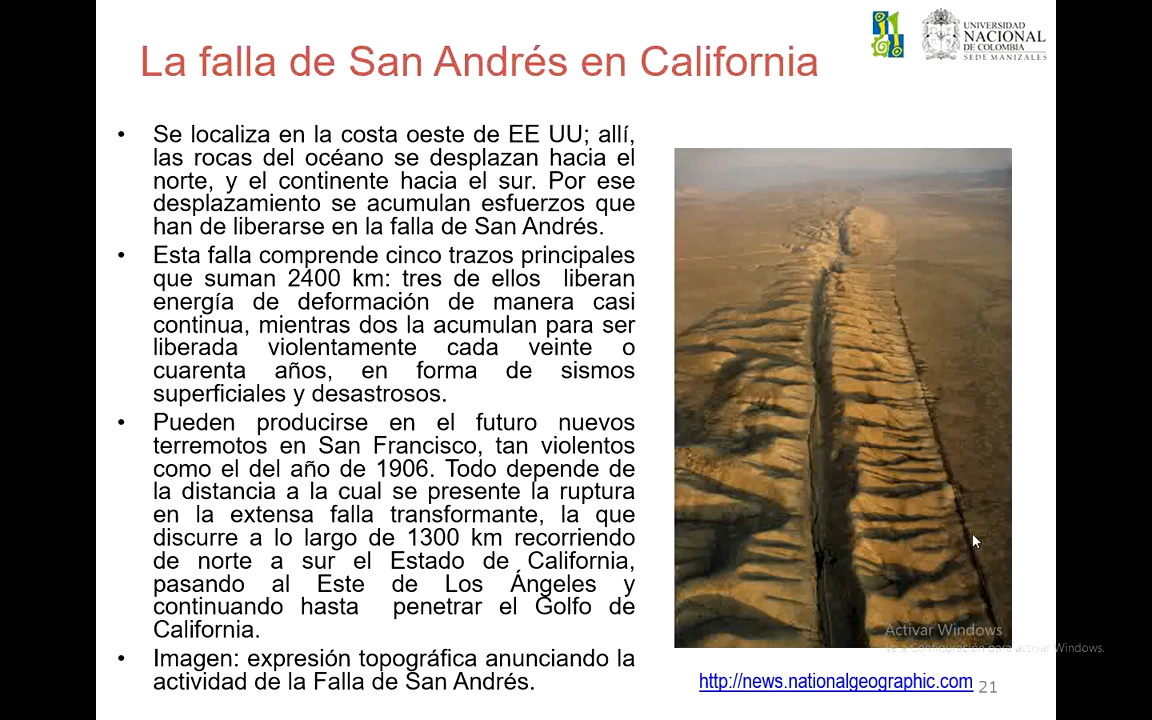 La falla de San Andrés en California
UNIVERSIDAD
NACIONAL
DE COLOMBIA
SEDE MANIZALES
• Se localiza en la costa oeste de EE UU; allí,
las rocas del océano se desplazan hacia el
norte, y el continente hacia el sur. Por ese
desplazamiento se acumulan esfuerzos que
han de liberarse en la falla de San Andrés.
• Esta falla comprende cinco trazos principales
que suman 2400 km: tres de ellos liberan
energía de deformación de manera casi
continua, mientras dos la acumulan para ser
liberada violentamente cada veinte o
cuarenta años, en forma de sismos
superficiales y desastrosos.
• Pueden producirse en el futuro nuevos
terremotos en San Francisco, tan violentos
como el del año de 1906. Todo depende de
la distancia a la cual se presente la ruptura
en la extensa falla transformante, la que
discurre a lo largo de 1300 km recorriendo
de norte a sur el Estado de California,
pasando al Este de Los Ángeles y
continuando hasta penetrar el Golfo de
California.
• Imagen: expresión topográfica anunciando la
actividad de la Falla de San Andrés.
Activar Windows
Ve a Configuración para activar Windows.
http://news.nationalgeographic.com
21